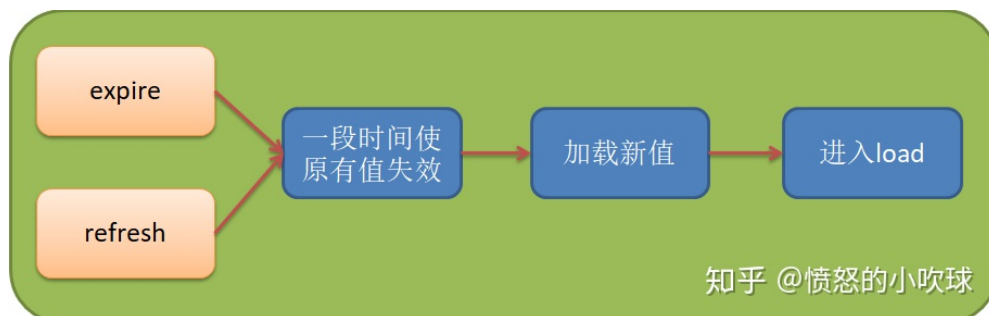 expire
refresh
一段时间使
原有值失效
加载新值
进入load
知乎 @愤怒的小吹球